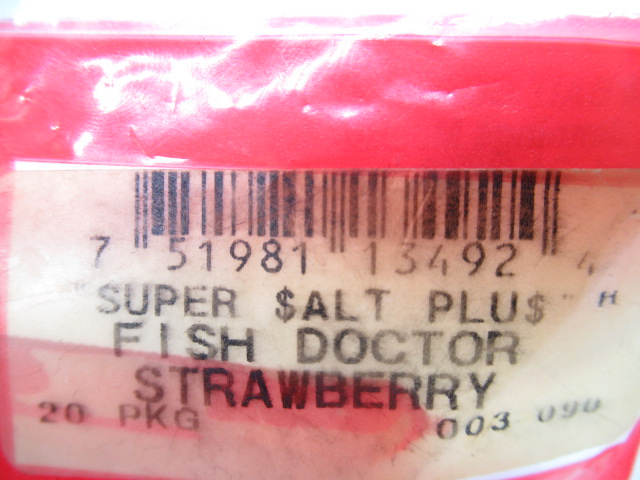 7 51981 13492 4
"SUPER $ALT PLU$" H
FISH DOCTOR
STRAWBERRY
20 PKG 003 090